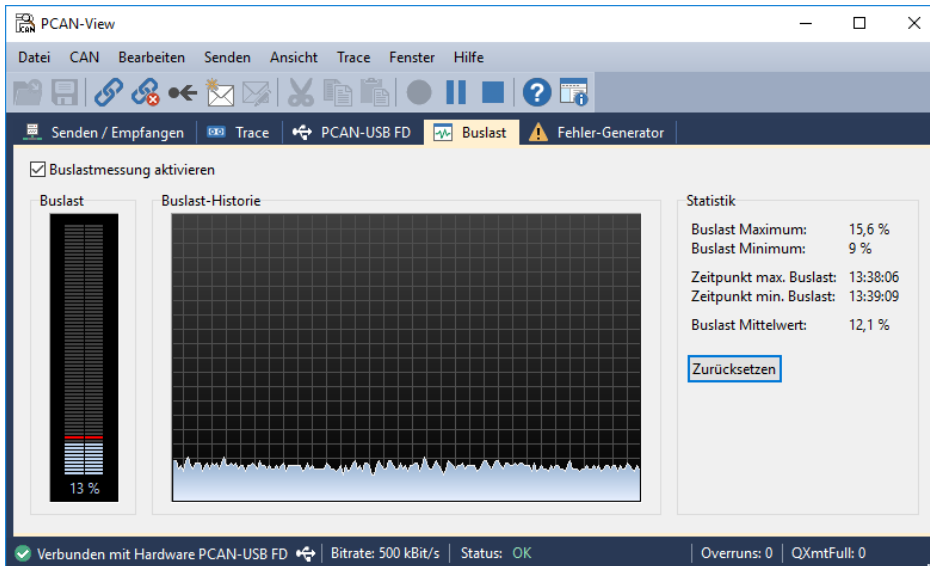 PCAN-View
Datei CAN Bearbeiten Senden Ansicht Trace Fenster Hilfe
Senden / Empfangen Trace PCAN-USB FD Buslast Fehler-Generator
Buslastmessung aktivieren
Buslast
13 %
Buslast-Historie
Statistik
Buslast Maximum: 15,6 %
Buslast Minimum: 9 %
Zeitpunkt max. Buslast: 13:38:06
Zeitpunkt min. Buslast: 13:39:09
Buslast Mittelwert: 12,1 %
Zurücksetzen
Verbunden mit Hardware PCAN-USB FD Bitrate: 500 kBit/s Status: OK Overruns: 0 QXmtFull: 0